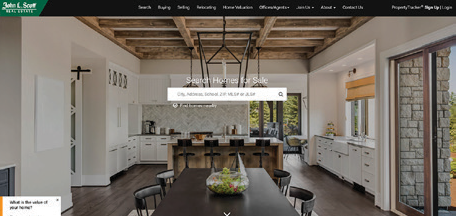 John L. Scott
REAL ESTATE
Search
Buying
Selling
Relocating
Home Valuation
Offices/Agents
Join Us
About
Contact Us
PropertyTracker™ Sign Up | Login
Search Homes for Sale
City, Address, School, ZIP, MLS# or JLS#
Find homes nearby
What is the value of
your home?
x